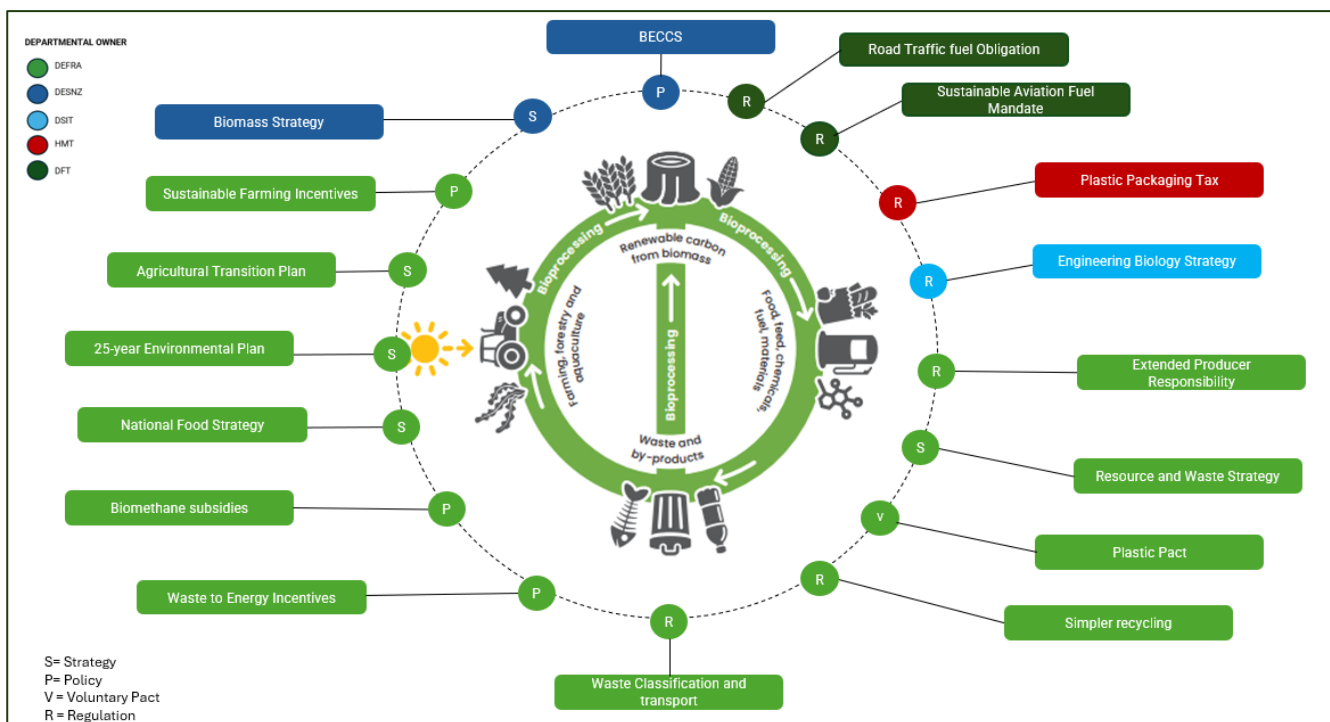 DEPARTMENTAL OWNER
DEFRA
DESNZ
DSIT
HMT
DFT
BECCS
P
Road Traffic fuel Obligation
R
Sustainable Aviation Fuel
Mandate
R
Plastic Packaging Tax
R
Engineering Biology Strategy
R
Extended Producer
Responsibility
R
Resource and Waste Strategy
S
Plastic Pact
V
Simpler recycling
R
Waste Classification and
transport
R
Waste to Energy Incentives
P
Biomethane subsidies
P
National Food Strategy
S
25-year Environmental Plan
S
Agricultural Transition Plan
S
Sustainable Farming Incentives
P
Biomass Strategy
S
Bioprocessing
Bioprocessing
Renewable carbon
from biomass
Farming, forestry and
aquaculture
Bioprocessing
Food, feed, chemicals,
fuel, materials
Waste and
by-products
S= Strategy
P= Policy
V = Voluntary Pact
R = Regulation